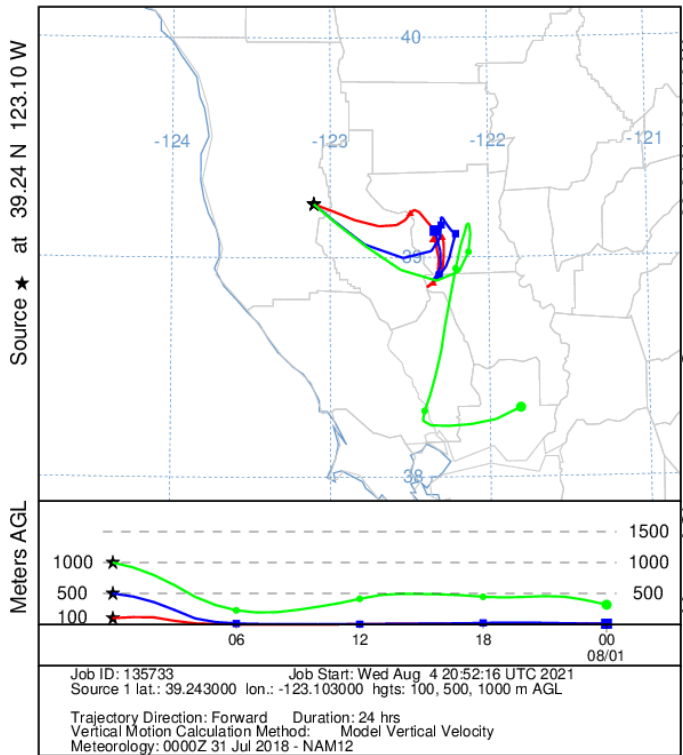 40
-124
-123
-122
-121
39
38
Source ★ at 39.24 N 123.10 W
Meters AGL
1500
1000
1000
500
500
100
06
12
18
00
08/01
Job ID: 135733 Job Start: Wed Aug 4 20:52:16 UTC 2021
Source 1 lat.: 39.243000 lon.: -123.103000 hgts: 100, 500, 1000 m AGL
Trajectory Direction: Forward Duration: 24 hrs
Vertical Motion Calculation Method: Model Vertical Velocity
Meteorology: 0000Z 31 Jul 2018 - NAM12